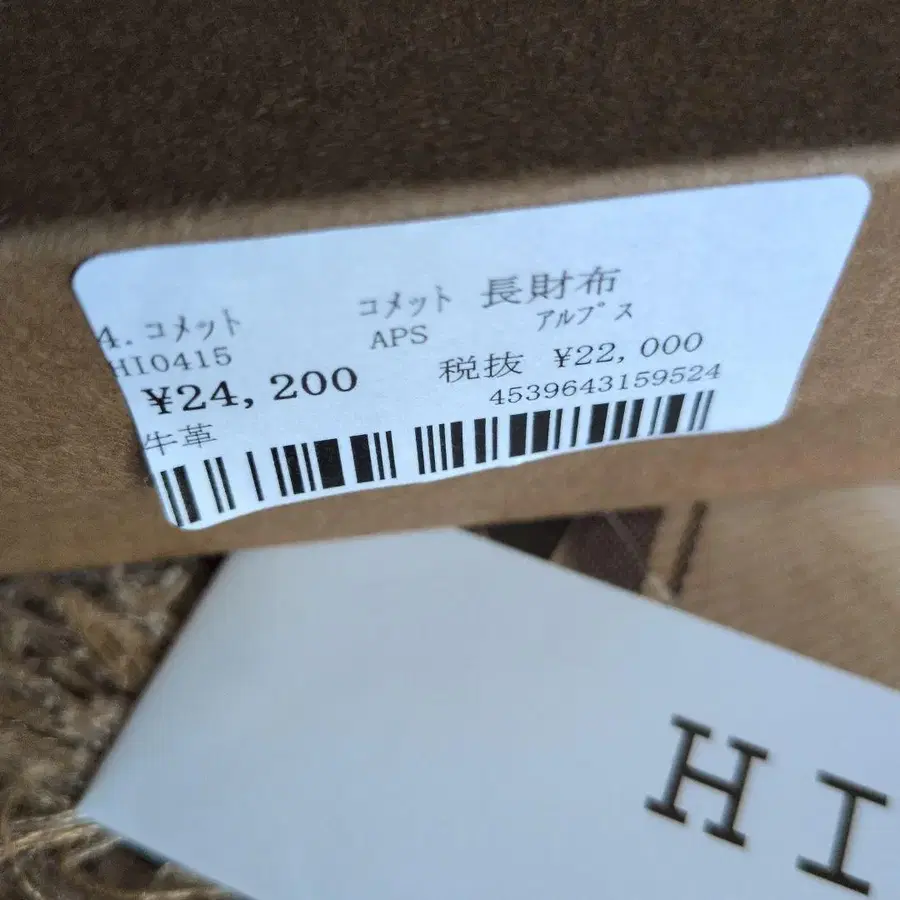 4.コメット コメット 長財布
HI0415 APS アルプス
¥24,200 税抜 ¥22,000
牛革 4539643159524
HI